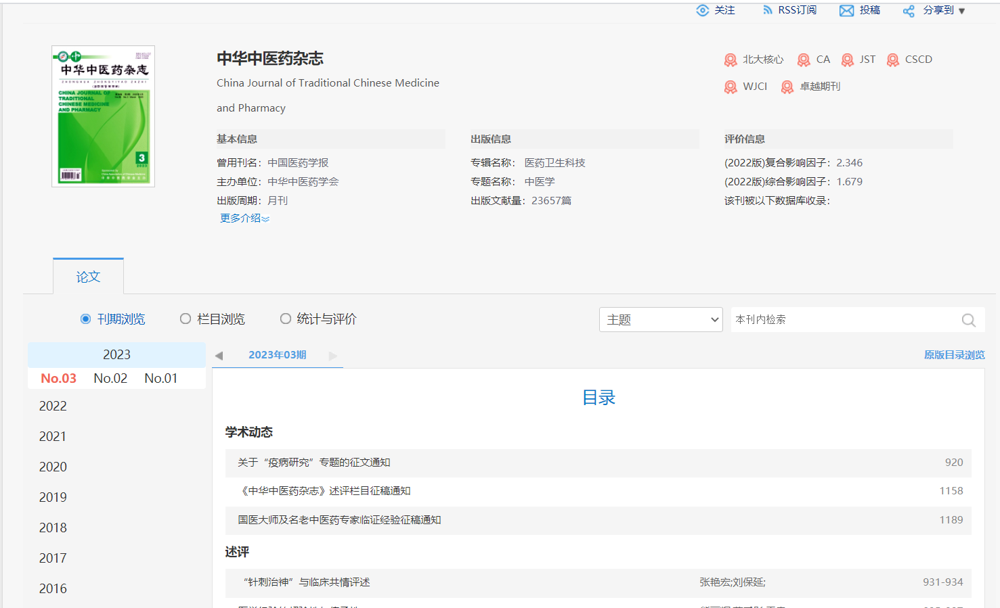 关注
RSS订阅
投稿
分享到
中华中医药杂志
ZHONGHUA ZHONGYIYAO ZAZHI
CHINA JOURNAL OF
TRADITIONAL
CHINESE MEDICINE
AND PHARMACY
3
2023
中华中医药杂志
China Journal of Traditional Chinese Medicine
and Pharmacy
北大核心 CA JST CSCD
WJCI 卓越期刊
基本信息
曾用刊名：中国医药学报
主办单位：中华中医药学会
出版周期：月刊
更多介绍
出版信息
专辑名称： 医药卫生科技
专题名称： 中医学
出版文献量：23657篇
评价信息
(2022版)复合影响因子：2.346
(2022版)综合影响因子：1.679
该刊被以下数据库收录：
论文
刊期浏览 栏目浏览 统计与评价
主题
本刊内检索
2023
No.03 No.02 No.01
2022
2021
2020
2019
2018
2017
2016
2023年03期
原版目录浏览
目录
学术动态
关于“疫病研究”专题的征文通知 920
《中华中医药杂志》述评栏目征稿通知 1158
国医大师及名老中医药专家临证经验征稿通知 1189
述评
“针刺治神”与临床共情评述 张艳宏;刘保延; 931-934